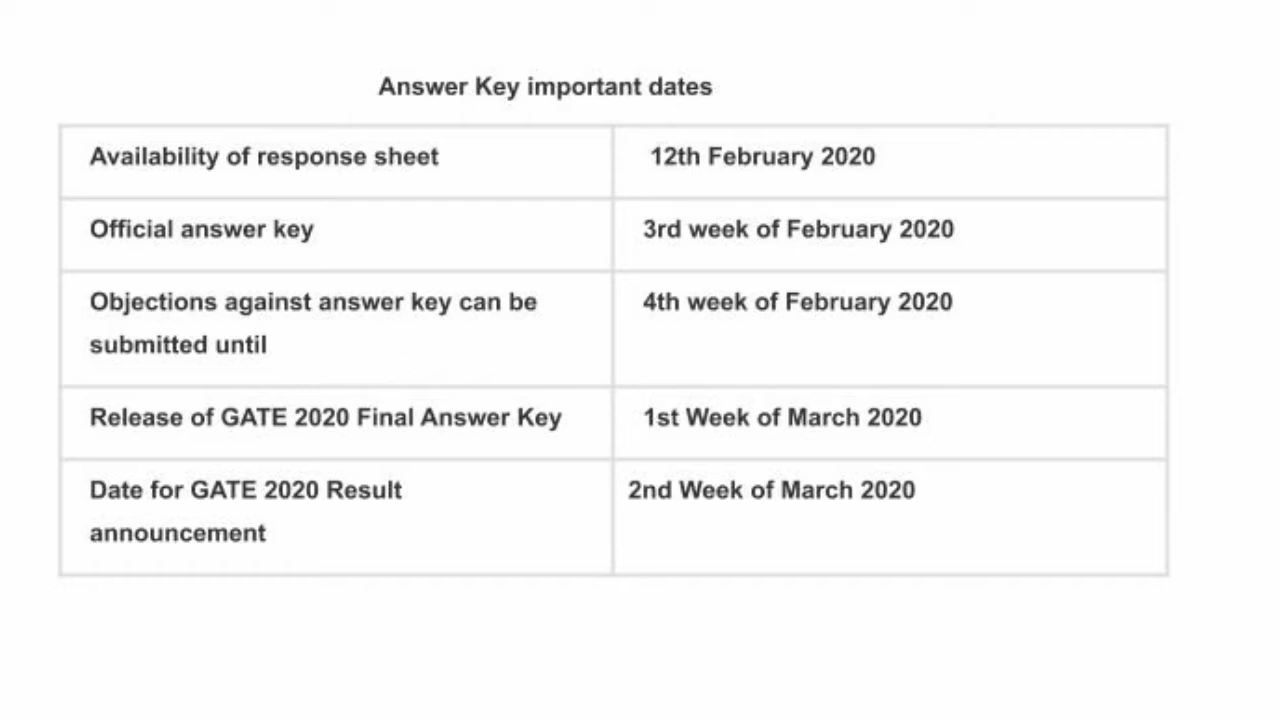 Answer Key important dates
Availability of response sheet
12th February 2020
Official answer key
3rd week of February 2020
Objections against answer key can be
submitted until
4th week of February 2020
Release of GATE 2020 Final Answer Key
1st Week of March 2020
Date for GATE 2020 Result
announcement
2nd Week of March 2020